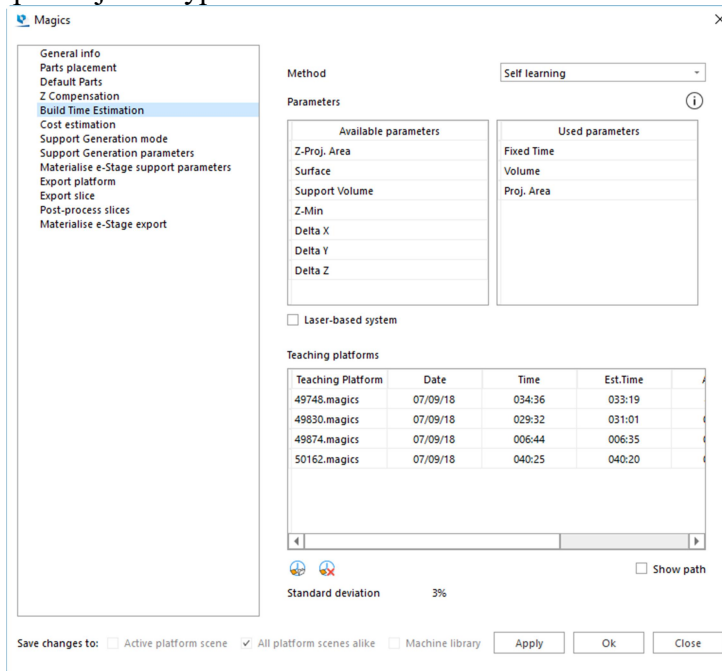 Magics
General info
Parts placement
Default Parts
Z Compensation
Build Time Estimation
Cost estimation
Support Generation mode
Support Generation parameters
Materialise e-Stage support parameters
Export platform
Export slice
Post-process slices
Materialise e-Stage export
Method Self learning
Parameters
Available parameters Used parameters
Z-Proj. Area Fixed Time
Surface Volume
Support Volume Proj. Area
Z-Min
Delta X
Delta Y
Delta Z
Laser-based system
Teaching platforms
Teaching Platform Date Time Est.Time
49748.magics 07/09/18 034:36 033:19
49830.magics 07/09/18 029:32 031:01
49874.magics 07/09/18 006:44 006:35
50162.magics 07/09/18 040:25 040:20
Show path
Standard deviation 3%
Save changes to: Active platform scene All platform scenes alike Machine library Apply Ok Close